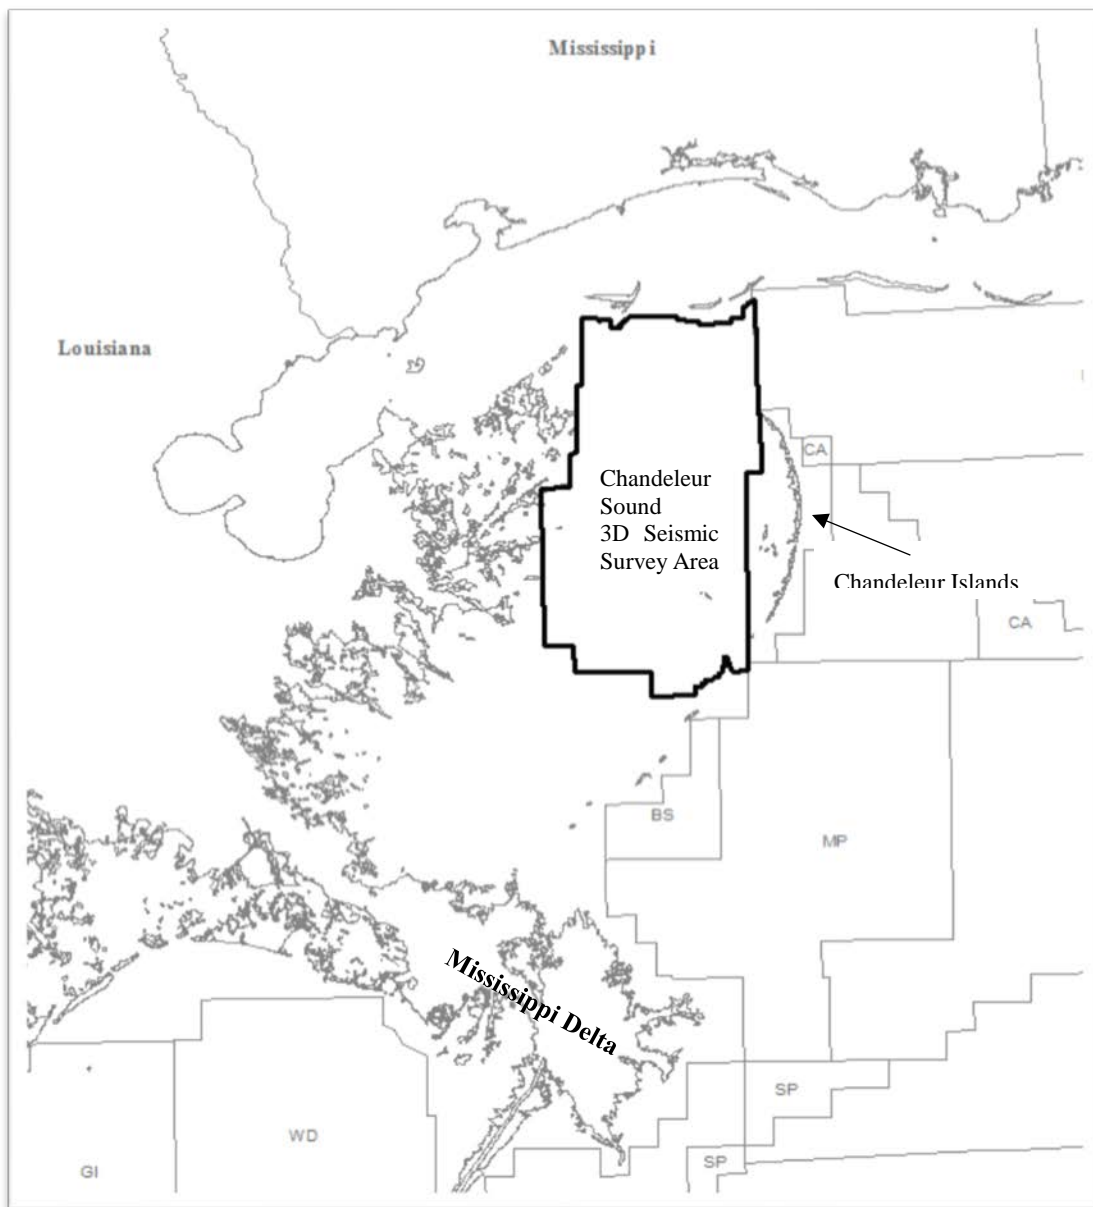 Mississippi
Louisiana
CA
Chandeleur
Sound
3D Seismic
Survey Area
Chandeleur Islands
CA
BS
MP
Mississippi Delta
SP
WD
SP
GI